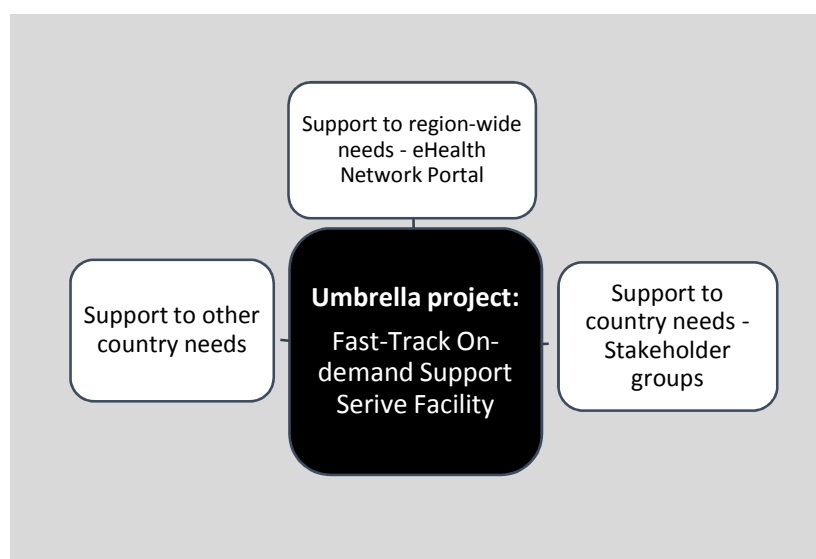 Support to region-wide
needs - eHealth
Network Portal
Support to other
country needs
Umbrella project:
Fast-Track On-
demand Support
Serive Facility
Support to
country needs -
Stakeholder
groups